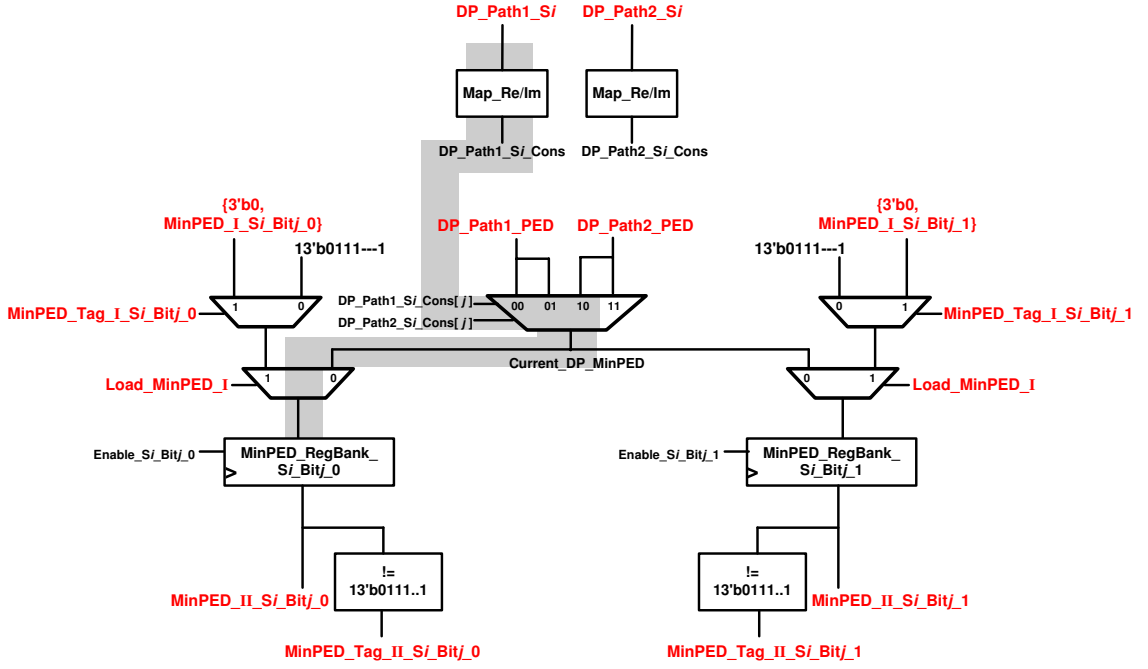 DP_Path1_Si
DP_Path2_Si
Map_Re/Im
Map_Re/Im
DP_Path1_Si_Cons
DP_Path2_Si_Cons
{3'b0,
MinPED_I_Si_Bitj_0}
13'b0111---1
DP_Path1_PED
DP_Path2_PED
{3'b0,
MinPED_I_Si_Bitj_1}
13'b0111---1
1
0
MinPED_Tag_I_Si_Bitj_0
DP_Path1_Si_Cons[ j ]
DP_Path2_Si_Cons[ j ]
00
01
10
11
0
1
MinPED_Tag_I_Si_Bitj_1
Current_DP_MinPED
1
0
Load_MinPED_I
0
1
Load_MinPED_I
Enable_Si_Bitj_0
MinPED_RegBank_
Si_Bitj_0
Enable_Si_Bitj_1
MinPED_RegBank_
Si_Bitj_1
!=
13'b0111..1
!=
13'b0111..1
MinPED_II_Si_Bitj_0
MinPED_II_Si_Bitj_1
MinPED_Tag_II_Si_Bitj_0
MinPED_Tag_II_Si_Bitj_1